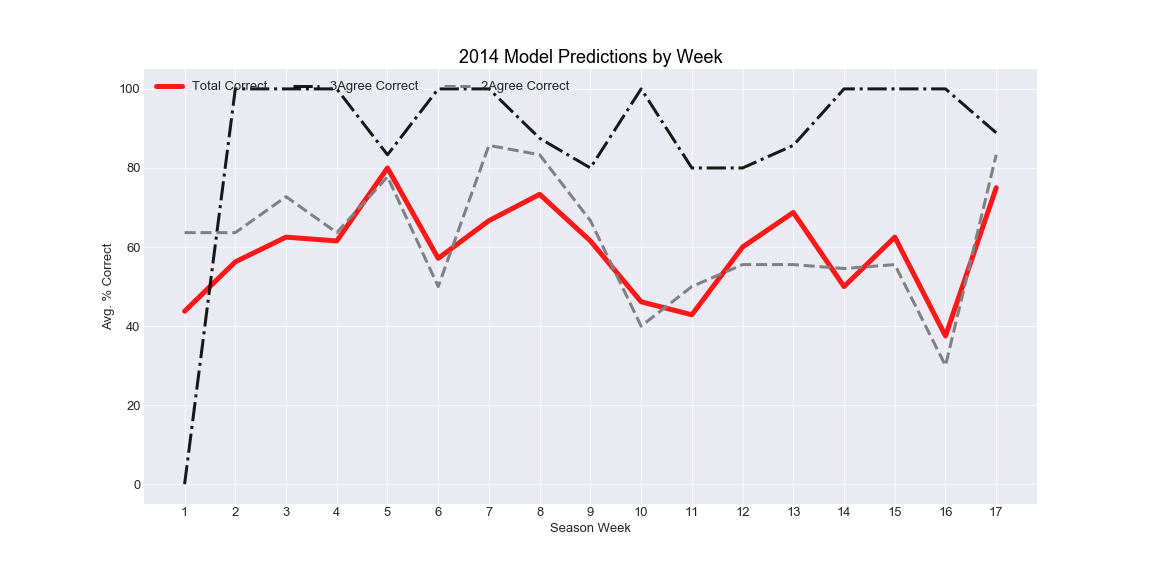 2014 Model Predictions by Week
Total Correct 3Agree Correct 2Agree Correct
100
80
60
40
20
0
Avg. % Correct
1 2 3 4 5 6 7 8 9 10 11 12 13 14 15 16 17
Season Week